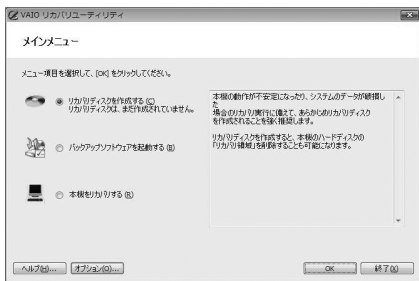 VAIO リカバリユーティリティ
メインメニュー
メニュー項目を選択して、[OK] をクリックしてください。
リカバリディスクを作成する (C)
リカバリディスクは、まだ作成されていません。
バックアップソフトウェアを起動する (B)
本機をリカバリする (R)
本機の動作が不安定になったり、システムのデータが破損し
た
場合のリカバリ実行に備えて、あらかじめリカバリディスク
を作成されることを強く推奨します。
リカバリディスクを作成すると、本機のハードディスクの
「リカバリ領域」を削除することも可能になります。
ヘルプ(H)... オプション(O)... OK 終了(X)